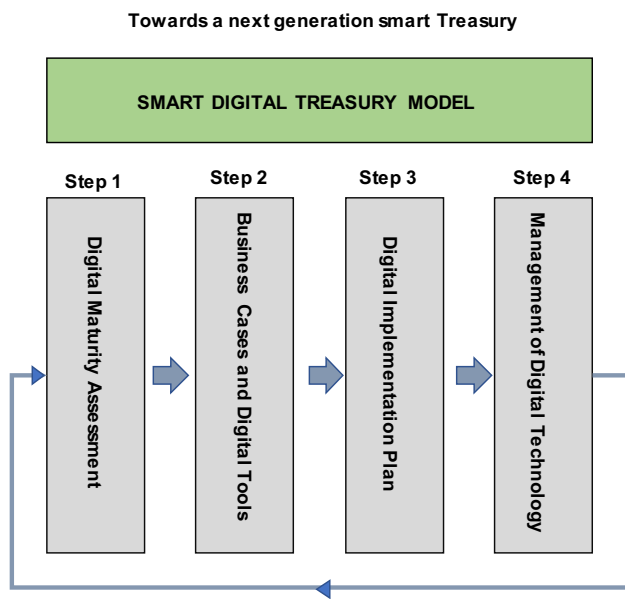 Towards a next generation smart Treasury
SMART DIGITAL TREASURY MODEL
Step 1
Step 2
Step 3
Step 4
Digital Maturity Assessment
Business Cases and Digital Tools
Digital Implementation Plan
Management of Digital Technology